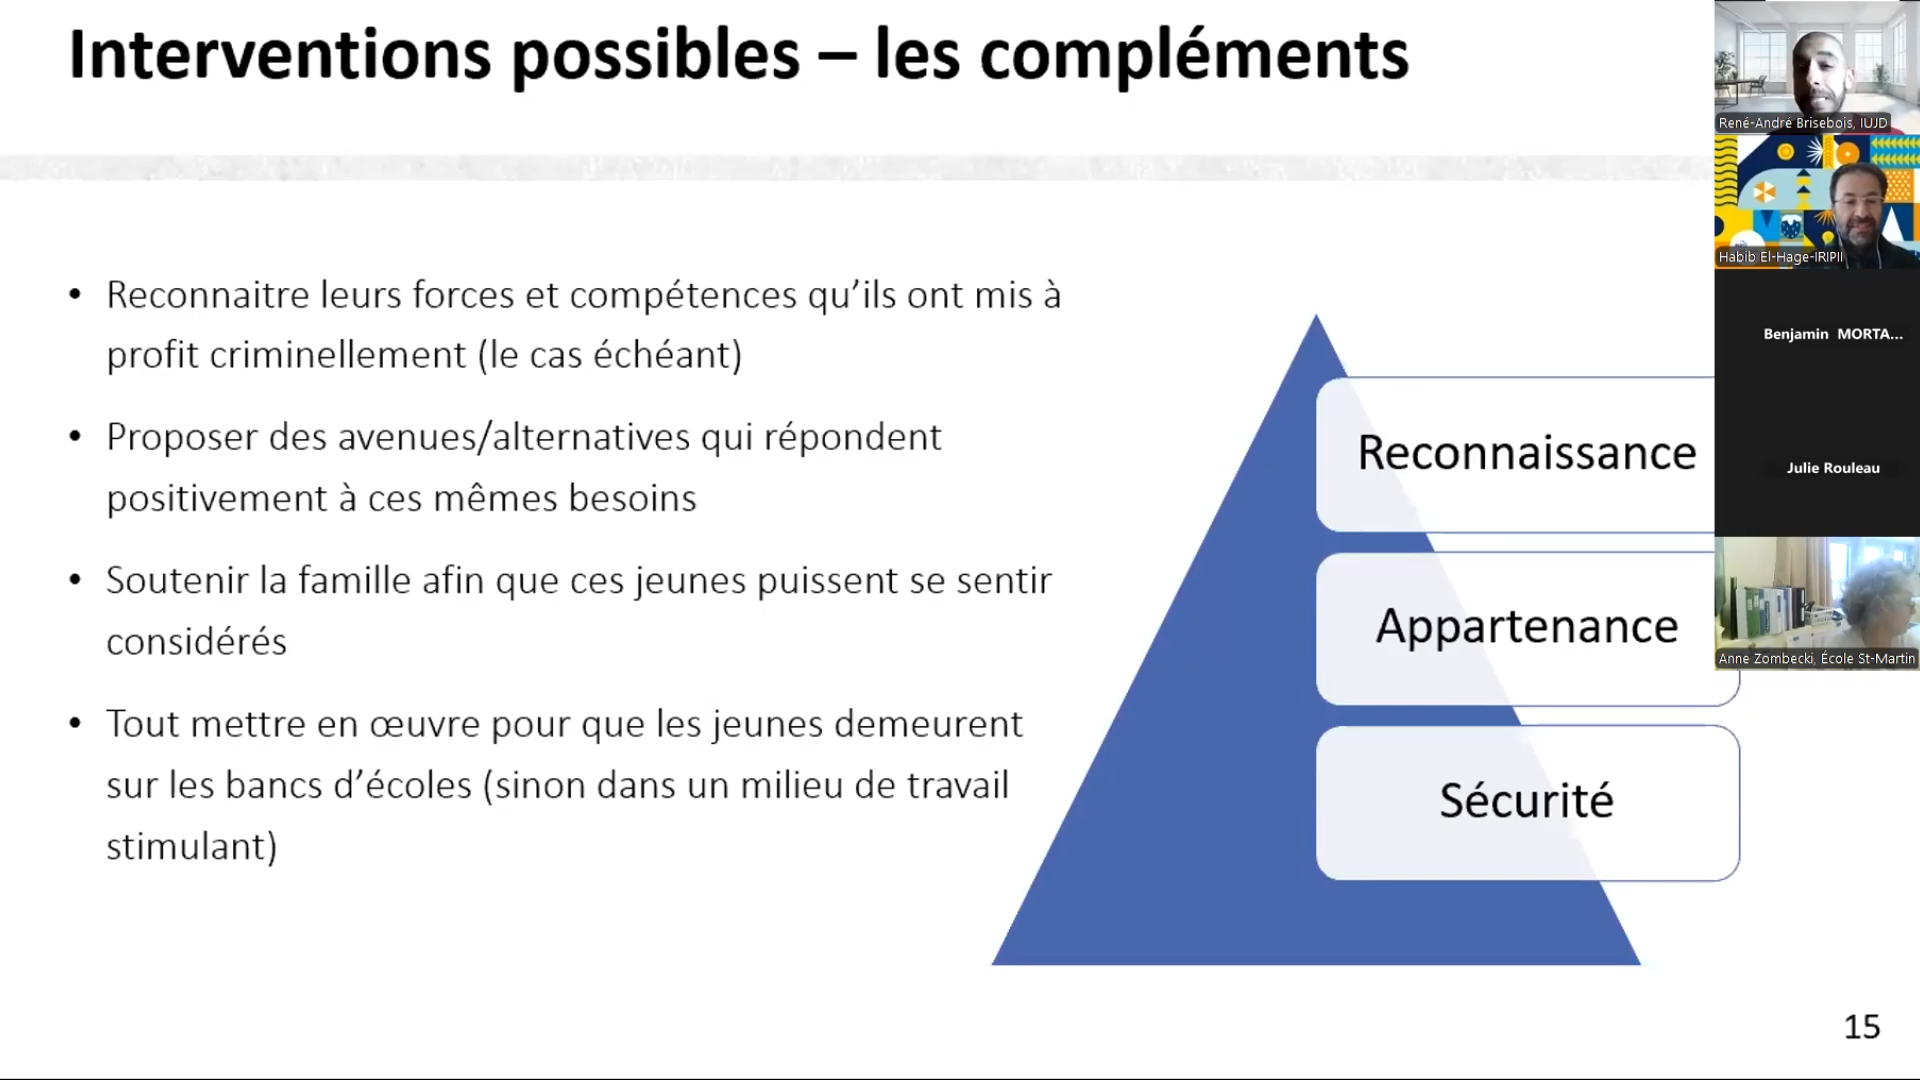 Interventions possibles – les compléments
• Reconnaitre leurs forces et compétences qu’ils ont mis à
profit criminellement (le cas échéant)
• Proposer des avenues/alternatives qui répondent
positivement à ces mêmes besoins
• Soutenir la famille afin que ces jeunes puissent se sentir
considérés
• Tout mettre en œuvre pour que les jeunes demeurent
sur les bancs d’écoles (sinon dans un milieu de travail
stimulant)
Reconnaissance
Appartenance
Sécurité
15
René-André Brisebois, IUJD
Habib El-Hage-IRIPII
Benjamin MORTA...
Julie Rouleau
Anne Zombecki, École St-Martin